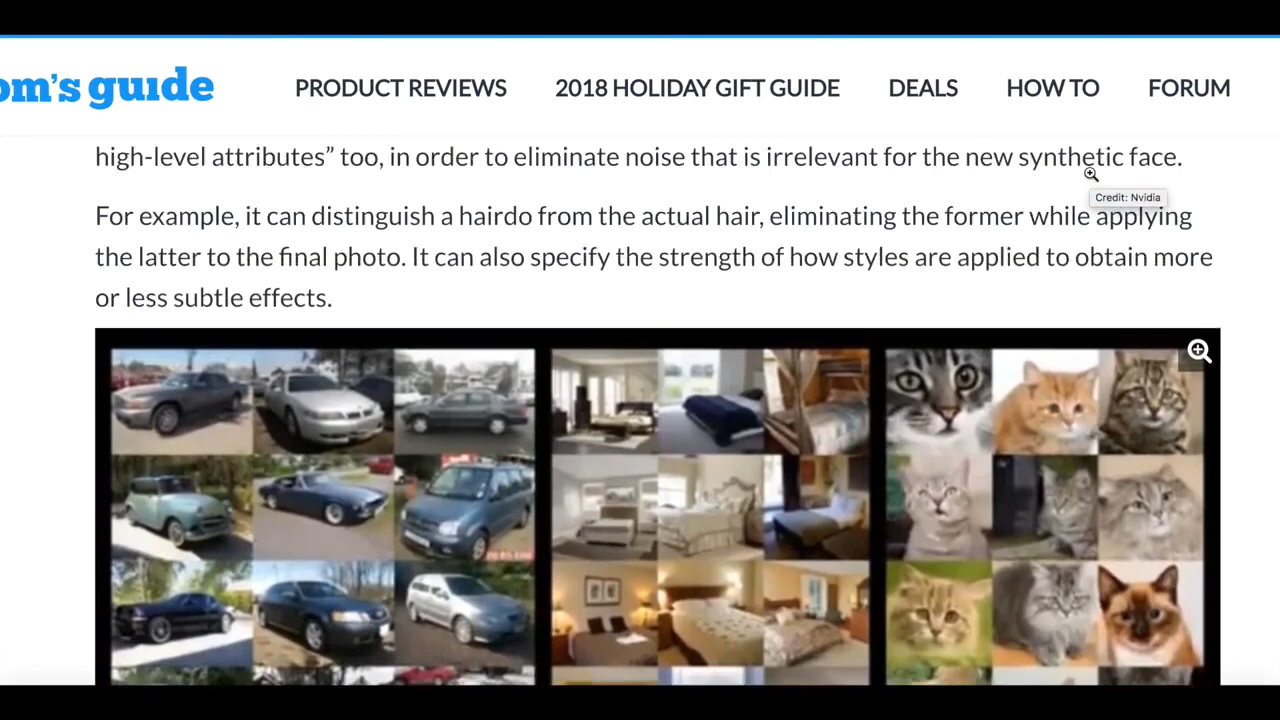 om's guide
PRODUCT REVIEWS
2018 HOLIDAY GIFT GUIDE
DEALS
HOW TO
FORUM
high-level attributes” too, in order to eliminate noise that is irrelevant for the new synthetic face.
Credit: Nvidia
For example, it can distinguish a hairdo from the actual hair, eliminating the former while applying
the latter to the final photo. It can also specify the strength of how styles are applied to obtain more
or less subtle effects.